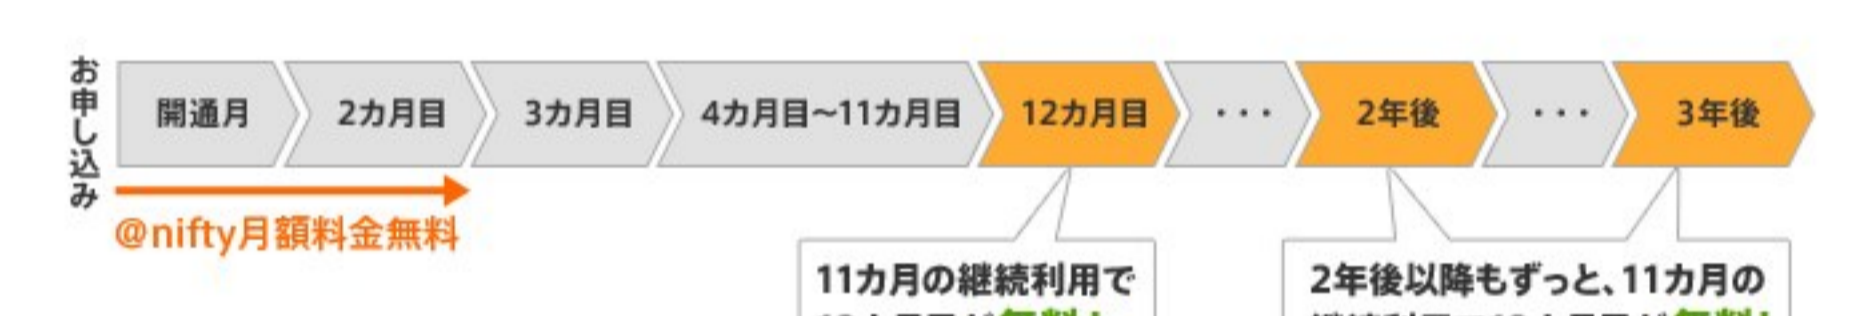 お申し込み
開通月
2カ月目
3カ月目
4カ月目~11カ月目
12カ月目
・・・
2年後
・・・
3年後
@nifty月額料金無料
11カ月の継続利用で
2年後以降もずっと、11カ月の